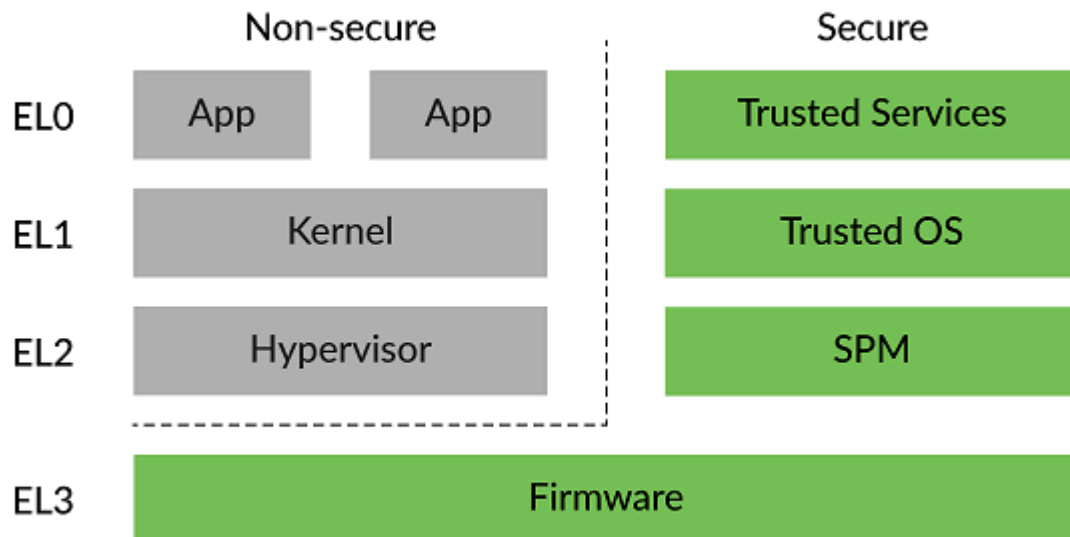 Non-secure Secure
EL0 App App Trusted Services
EL1 Kernel Trusted OS
EL2 Hypervisor SPM
EL3 Firmware